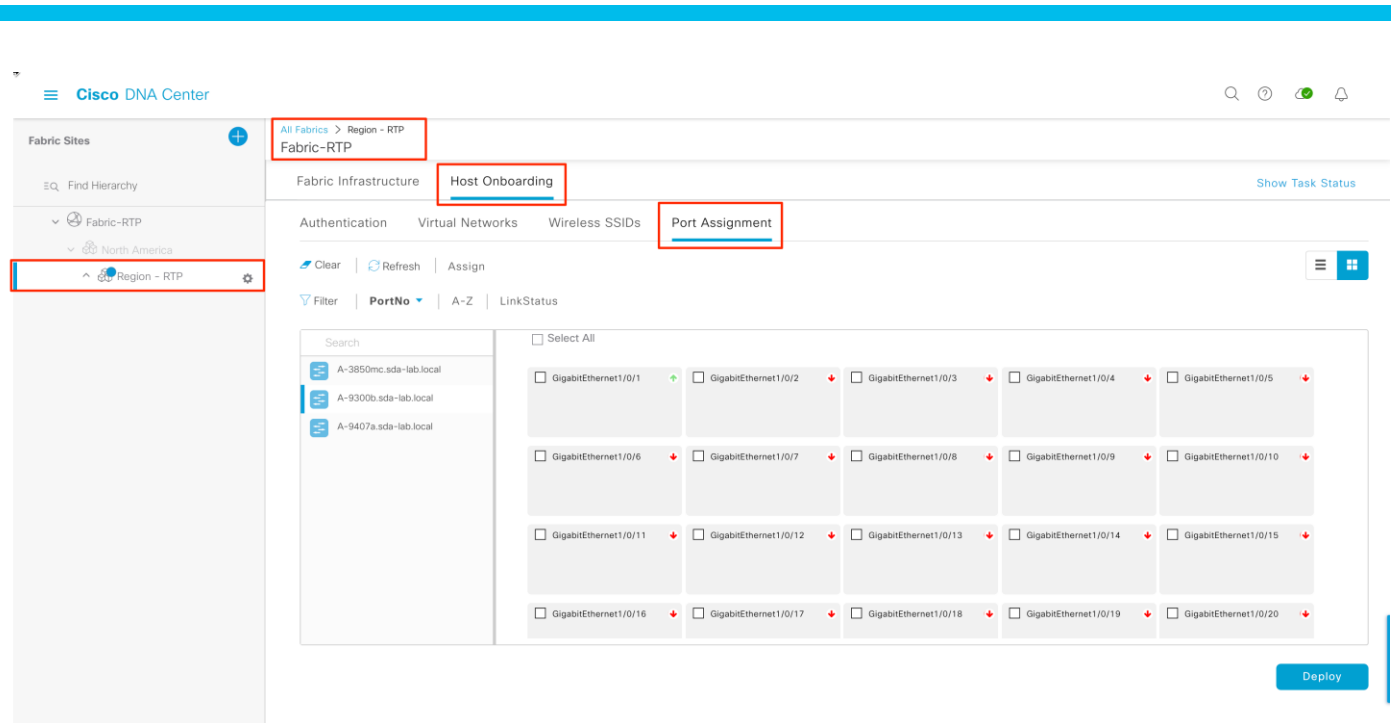 Cisco DNA Center
Fabric Sites
Find Hierarchy
Fabric-RTP
North America
Region - RTP
All Fabrics > Region - RTP
Fabric-RTP
Fabric Infrastructure Host Onboarding Show Task Status
Authentication Virtual Networks Wireless SSIDs Port Assignment
Clear | Refresh | Assign
Filter | PortNo | A-Z | LinkStatus
Search
A-3850mc.sda-lab.local
A-9300b.sda-lab.local
A-9407a.sda-lab.local
Select All
GigabitEthernet1/0/1 GigabitEthernet1/0/2 GigabitEthernet1/0/3 GigabitEthernet1/0/4 GigabitEthernet1/0/5
GigabitEthernet1/0/6 GigabitEthernet1/0/7 GigabitEthernet1/0/8 GigabitEthernet1/0/9 GigabitEthernet1/0/10
GigabitEthernet1/0/11 GigabitEthernet1/0/12 GigabitEthernet1/0/13 GigabitEthernet1/0/14 GigabitEthernet1/0/15
GigabitEthernet1/0/16 GigabitEthernet1/0/17 GigabitEthernet1/0/18 GigabitEthernet1/0/19 GigabitEthernet1/0/20
Deploy